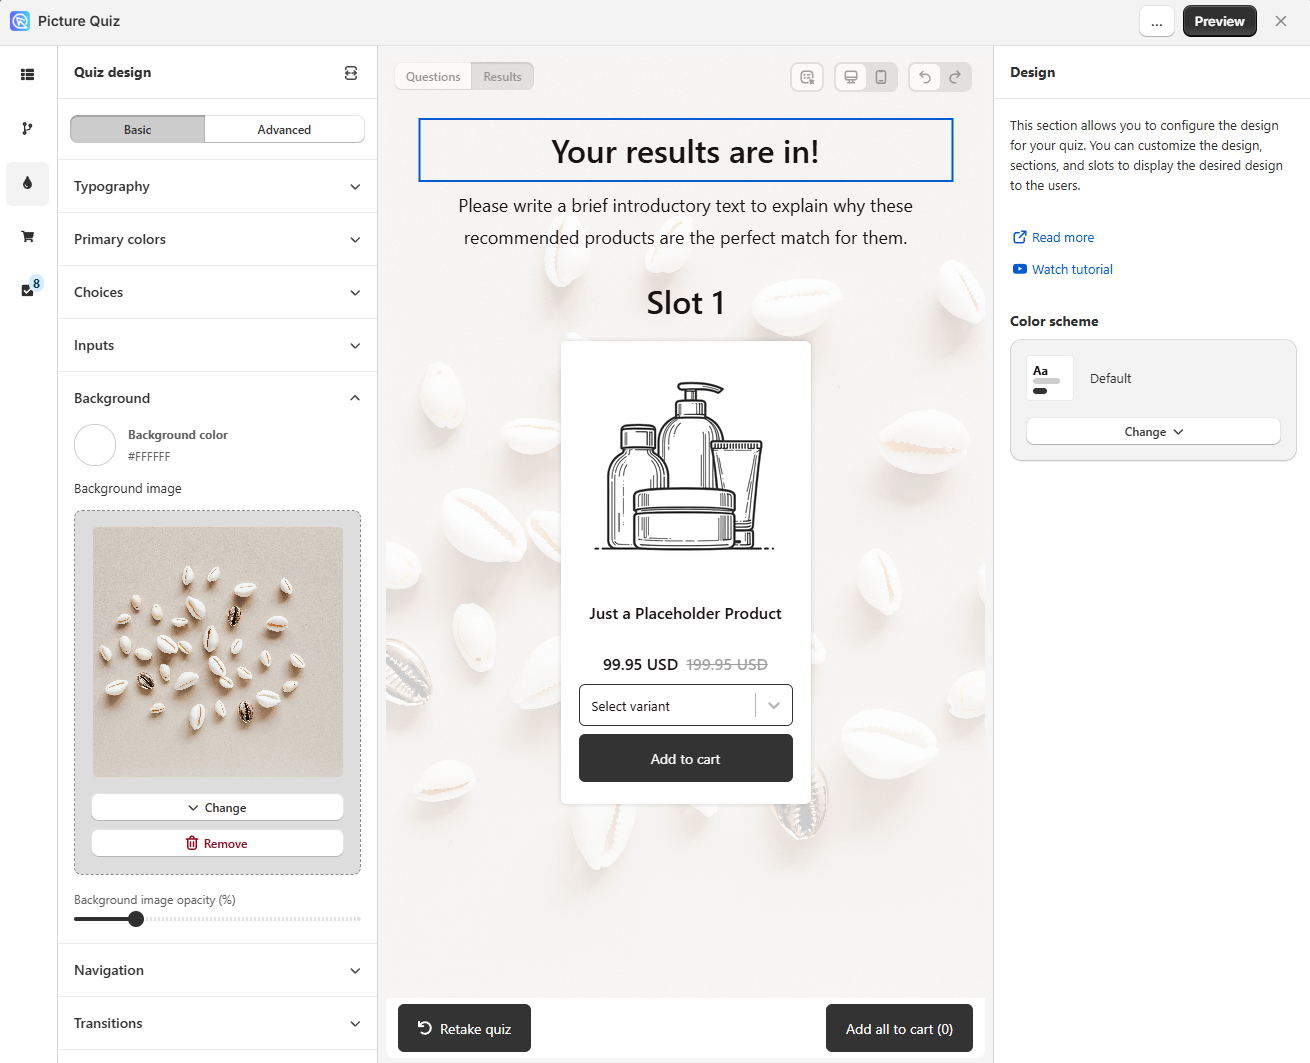 Picture Quiz
...
Preview
Quiz design
Basic
Advanced
Typography
Primary colors
Choices
Inputs
Background
Background color
#FFFFFF
Background image
Change
Remove
Background image opacity (%)
Navigation
Transitions
8
Questions
Results
Your results are in!
Please write a brief introductory text to explain why these
recommended products are the perfect match for them.
Slot 1
Just a Placeholder Product
99.95 USD 199.95 USD
Select variant
Add to cart
Retake quiz
Add all to cart (0)
Design
This section allows you to configure the design
for your quiz. You can customize the design,
sections, and slots to display the desired design
to the users.
Read more
Watch tutorial
Color scheme
Aa
Default
Change